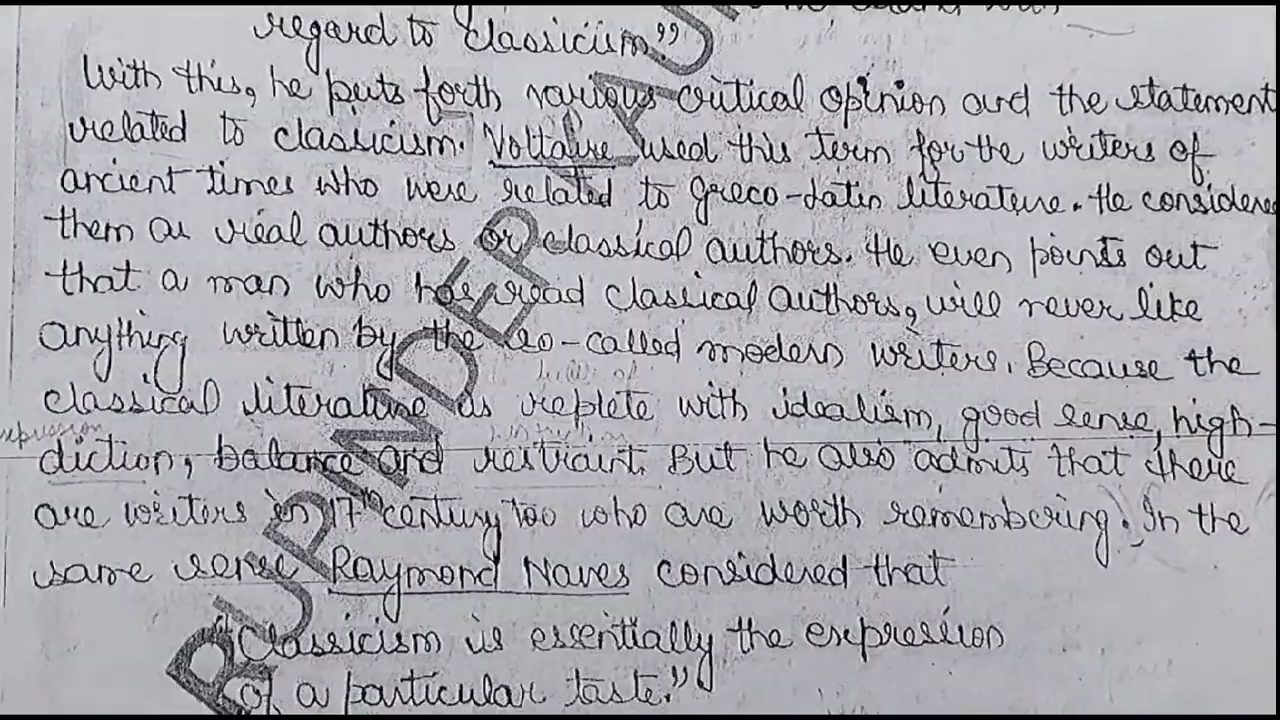 regard to Classicism."
With this, he puts forth various critical opinion and the statement
related to classicism. Voltaire used this term for the writers of
ancient times who were related to Greco-Latin literature. He considered
them as real authors or classical authors. He even points out
that a man who has read classical authors, will never like
anything written by the so-called modern writers. Because the
full of
classical literature is replete with idealism, good sense, high-
expression
diction, balance and restraint. But he also admits that there
are writers in 17th century too who are worth remembering. In the
same sense Raymond Naves considered that
"Classicism is essentially the expression
of a particular taste."
RUPINDER